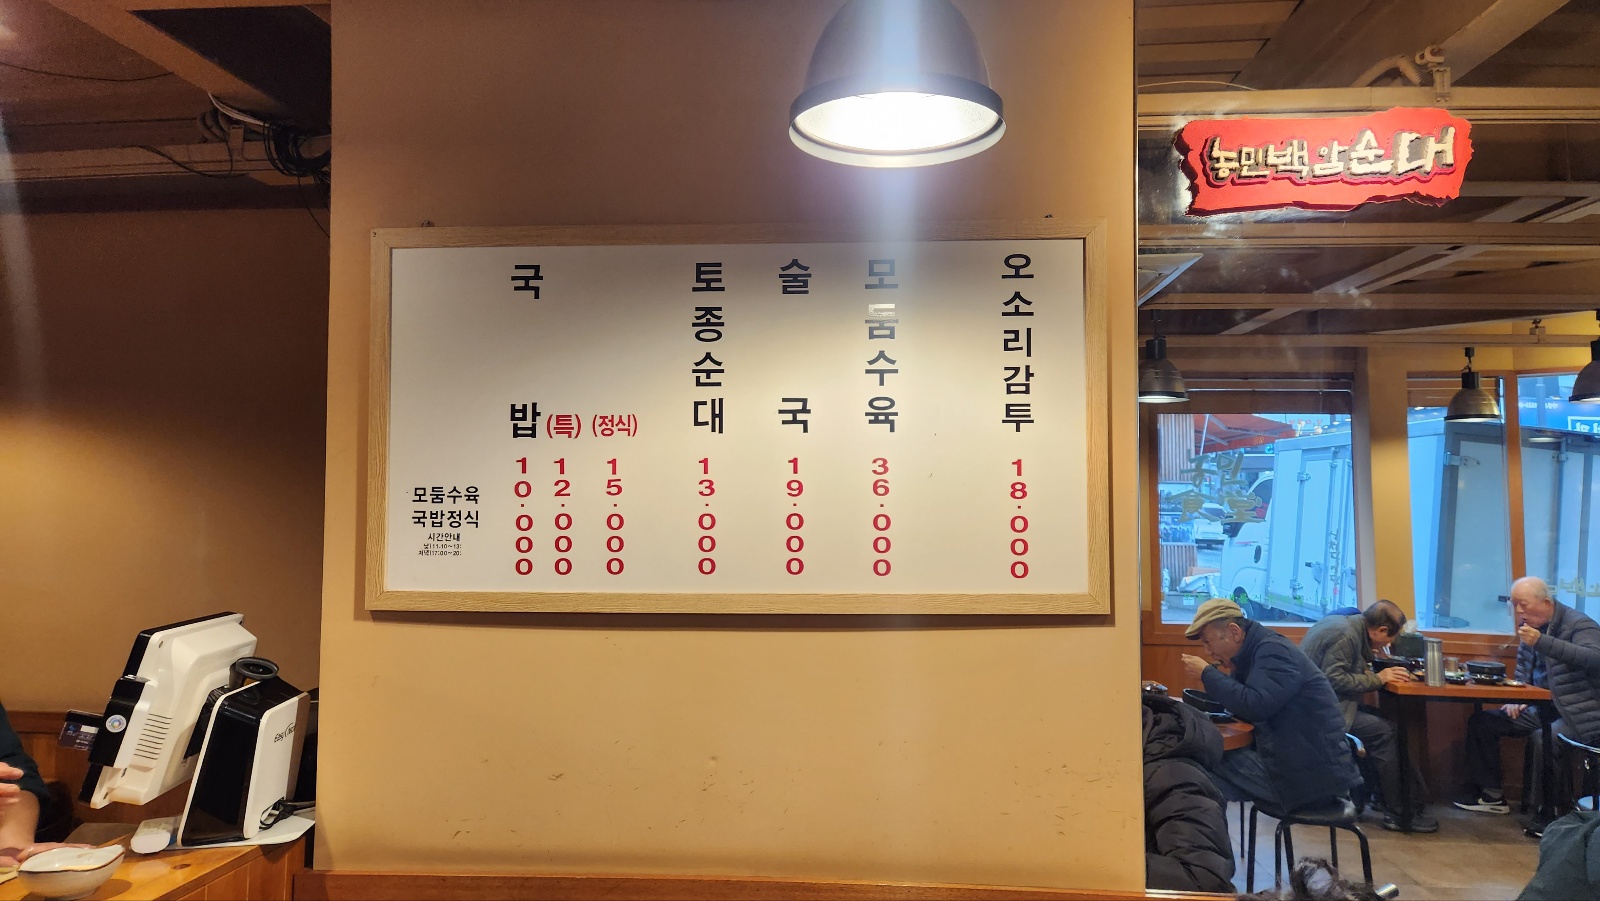 농민백암순대
국밥 (특) (정식)
토종순대
술국
모둠수육
오소리감투
10.000
12.000
15.000
13.000
19.000
36.000
18.000
모둠수육
국밥정식
시간안내